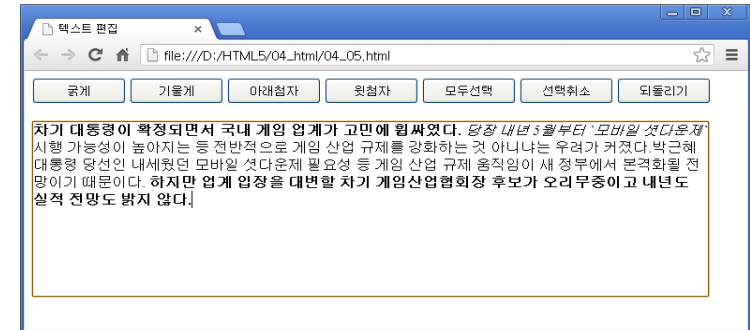 텍스트 편집
file:///D:/HTML5/04_html/04_05.html
굵게 기울게 아래첨자 윗첨자 모두선택 선택취소 되돌리기
차기 대통령이 확정되면서 국내 게임 업계가 고민에 휩싸였다. 당장 내년 5월부터 `모바일 셧다운제'
시행 가능성이 높아지는 등 전반적으로 게임 산업 규제를 강화하는 것 아니냐는 우려가 커졌다.박근혜
대통령 당선인 내세웠던 모바일 셧다운제 필요성 등 게임 산업 규제 움직임이 새 정부에서 본격화될 전
망이기 때문이다. 하지만 업계 입장을 대변할 차기 게임산업협회장 후보가 오리무중이고 내년도
실적 전망도 밝지 않다.